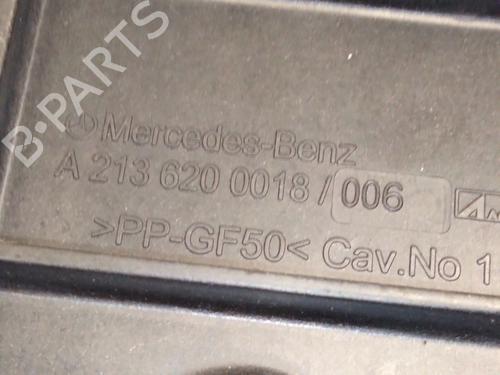 B-PARTS
Mercedes-Benz
A 213 620 0018 / 006
>PP-GF50< Cav.No 1